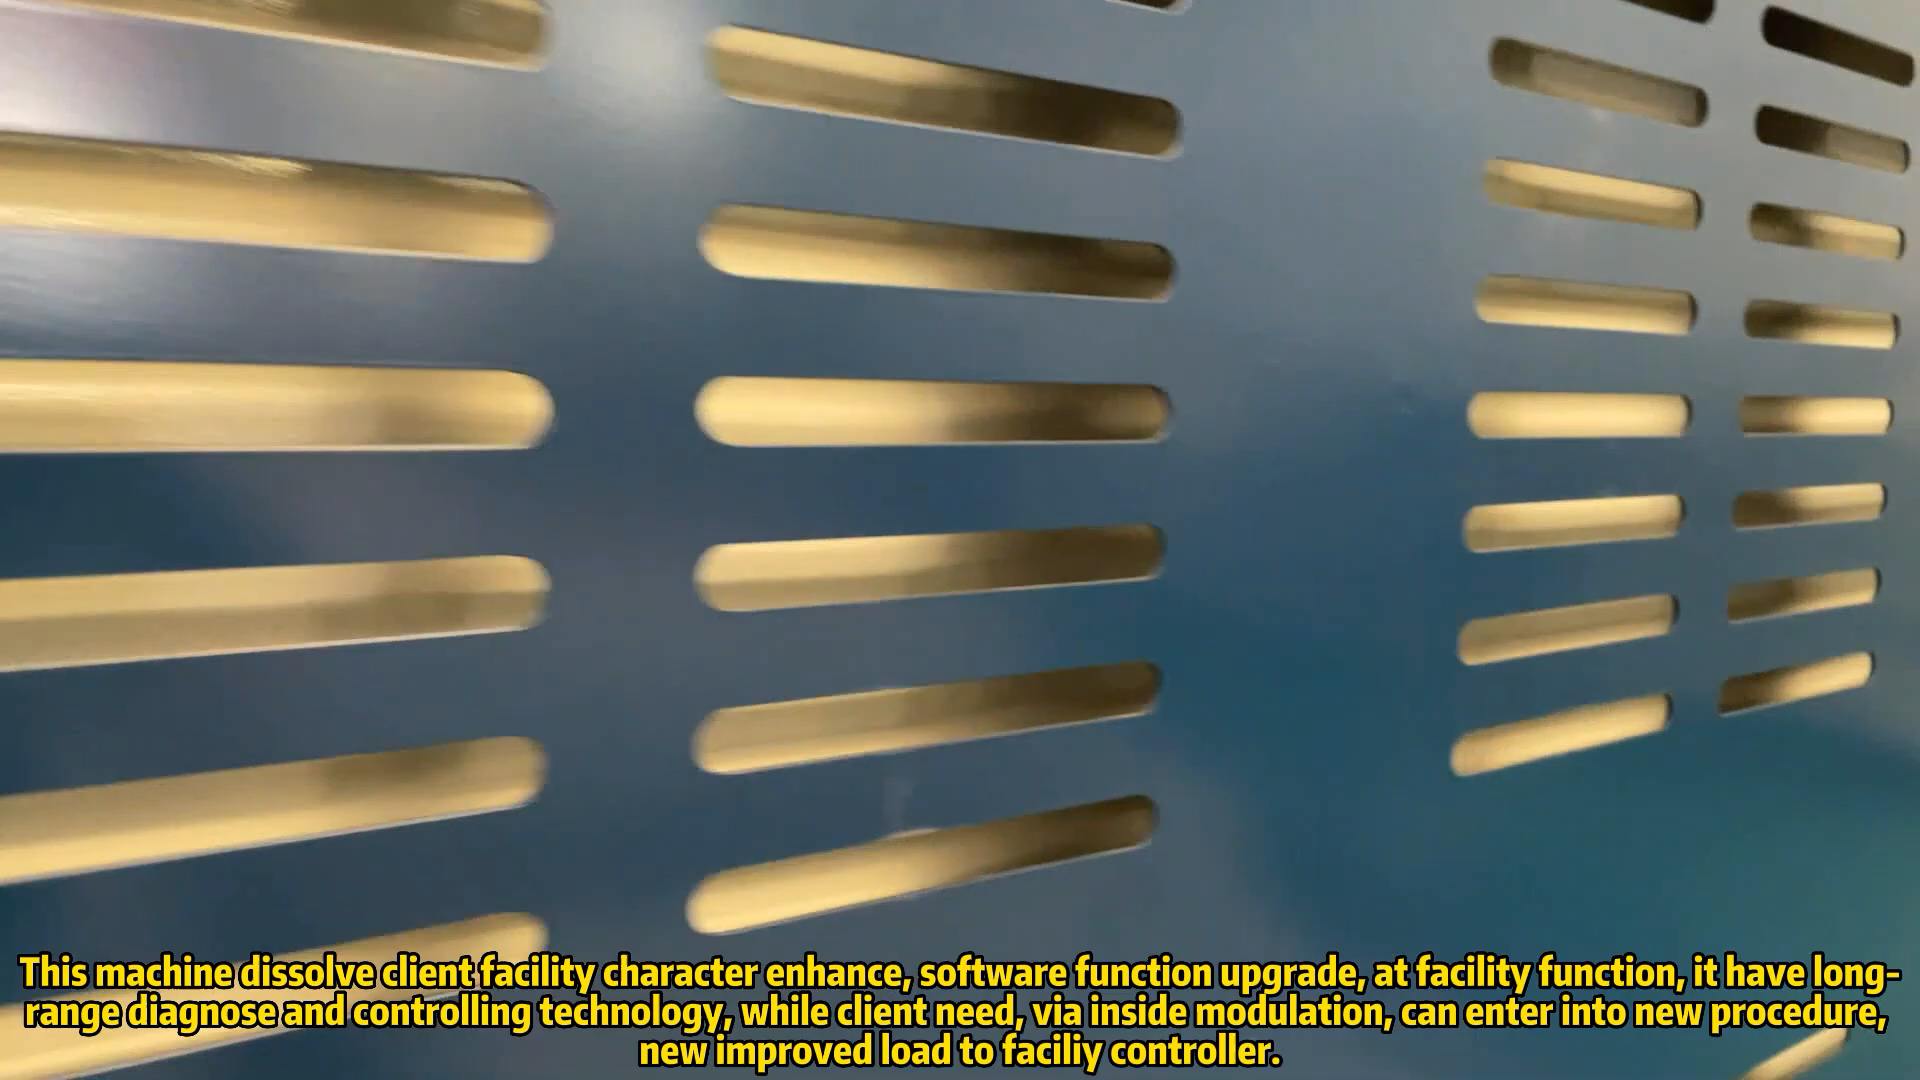 This machine dissolve client facility character enhance, software function upgrade, at facility function, it have long-
range diagnose and controlling technology, while client need, via inside modulation, can enter into new procedure,
new improved load to faciliy controller.